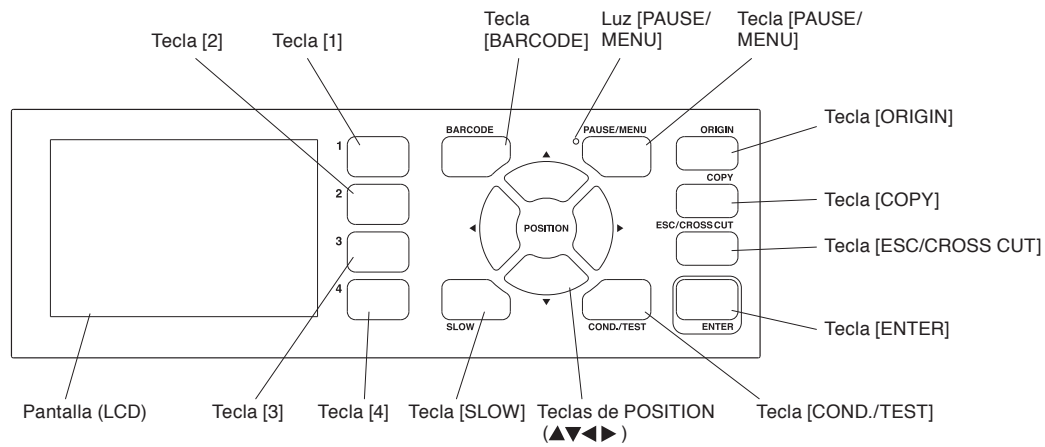 Tecla
[BARCODE]
Luz [PAUSE/
MENU]
Tecla [PAUSE/
MENU]
Tecla [2]
Tecla [1]
Tecla [ORIGIN]
Tecla [COPY]
Tecla [ESC/CROSS CUT]
Tecla [ENTER]
BARCODE
PAUSE/MENU
ORIGIN
1
COPY
2
ESC/CROSS CUT
POSITION
3
4
SLOW
COND./TEST
ENTER
Pantalla (LCD)
Tecla [3]
Tecla [4]
Tecla [SLOW]
Teclas de POSITION
(▲▼◀▶)
Tecla [COND./TEST]